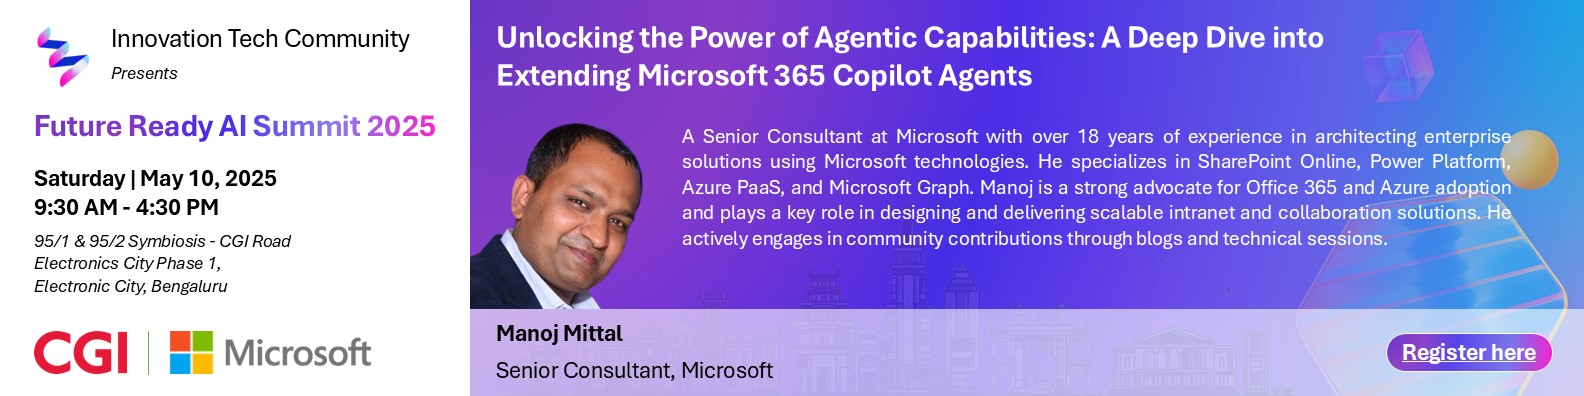 Innovation Tech Community
Presents
Future Ready AI Summit 2025
Saturday | May 10, 2025
9:30 AM - 4:30 PM
95/1 & 95/2 Symbiosis - CGI Road
Electronics City Phase 1,
Electronic City, Bengaluru
CGI
Microsoft
Unlocking the Power of Agentic Capabilities: A Deep Dive into
Extending Microsoft 365 Copilot Agents
A Senior Consultant at Microsoft with over 18 years of experience in architecting enterprise
solutions using Microsoft technologies. He specializes in SharePoint Online, Power Platform,
Azure PaaS, and Microsoft Graph. Manoj is a strong advocate for Office 365 and Azure adoption
and plays a key role in designing and delivering scalable intranet and collaboration solutions. He
actively engages in community contributions through blogs and technical sessions.
Manoj Mittal
Senior Consultant, Microsoft
Register here